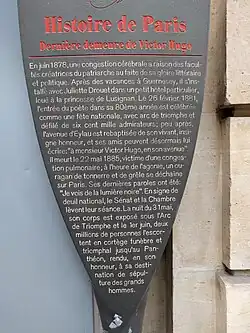 Histoire de Paris
Dernière demeure de Victor Hugo
En juin 1878, une congestion cérébrale a raison des facul-
tés créatrices du patriarche au faîte de sa gloire littéraire
et politique. Après des vacances à Guernesey, il s'ins-
talle avec Juliette Drouet dans un petit hôtel particulier,
loué à la princesse de Lusignan. Le 26 février 1881,
l'entrée du poète dans sa 80ème année est célébrée
comme une fête nationale, avec arc de triomphe et
défilé de six cent mille admirateurs; peu après,
l'avenue d'Eylau est rebaptisée de son vivant, insi-
gne honneur, et ses amis peuvent désormais lui
écrire: "à monsieur Victor Hugo, en son avenue".
Il meurt le 22 mai 1885, victime d'une conges-
tion pulmonaire; à l'heure de l'agonie, un ou-
ragan de tonnerre et de grêle se déchaîne
sur Paris. Ses dernières paroles ont été:
"Je vois de la lumière noire". En signe de
deuil national, le Sénat et la Chambre
lèvent leur séance. La nuit du 31 mai,
son corps est exposé sous l'Arc
de Triomphe et le 1er juin, deux
millions de personnes l'escor-
tent en cortège funèbre et
triomphal jusqu'au Pan-
théon, rendu, en son
honneur, à sa desti-
nation de sépul-
ture des grands
hommes.